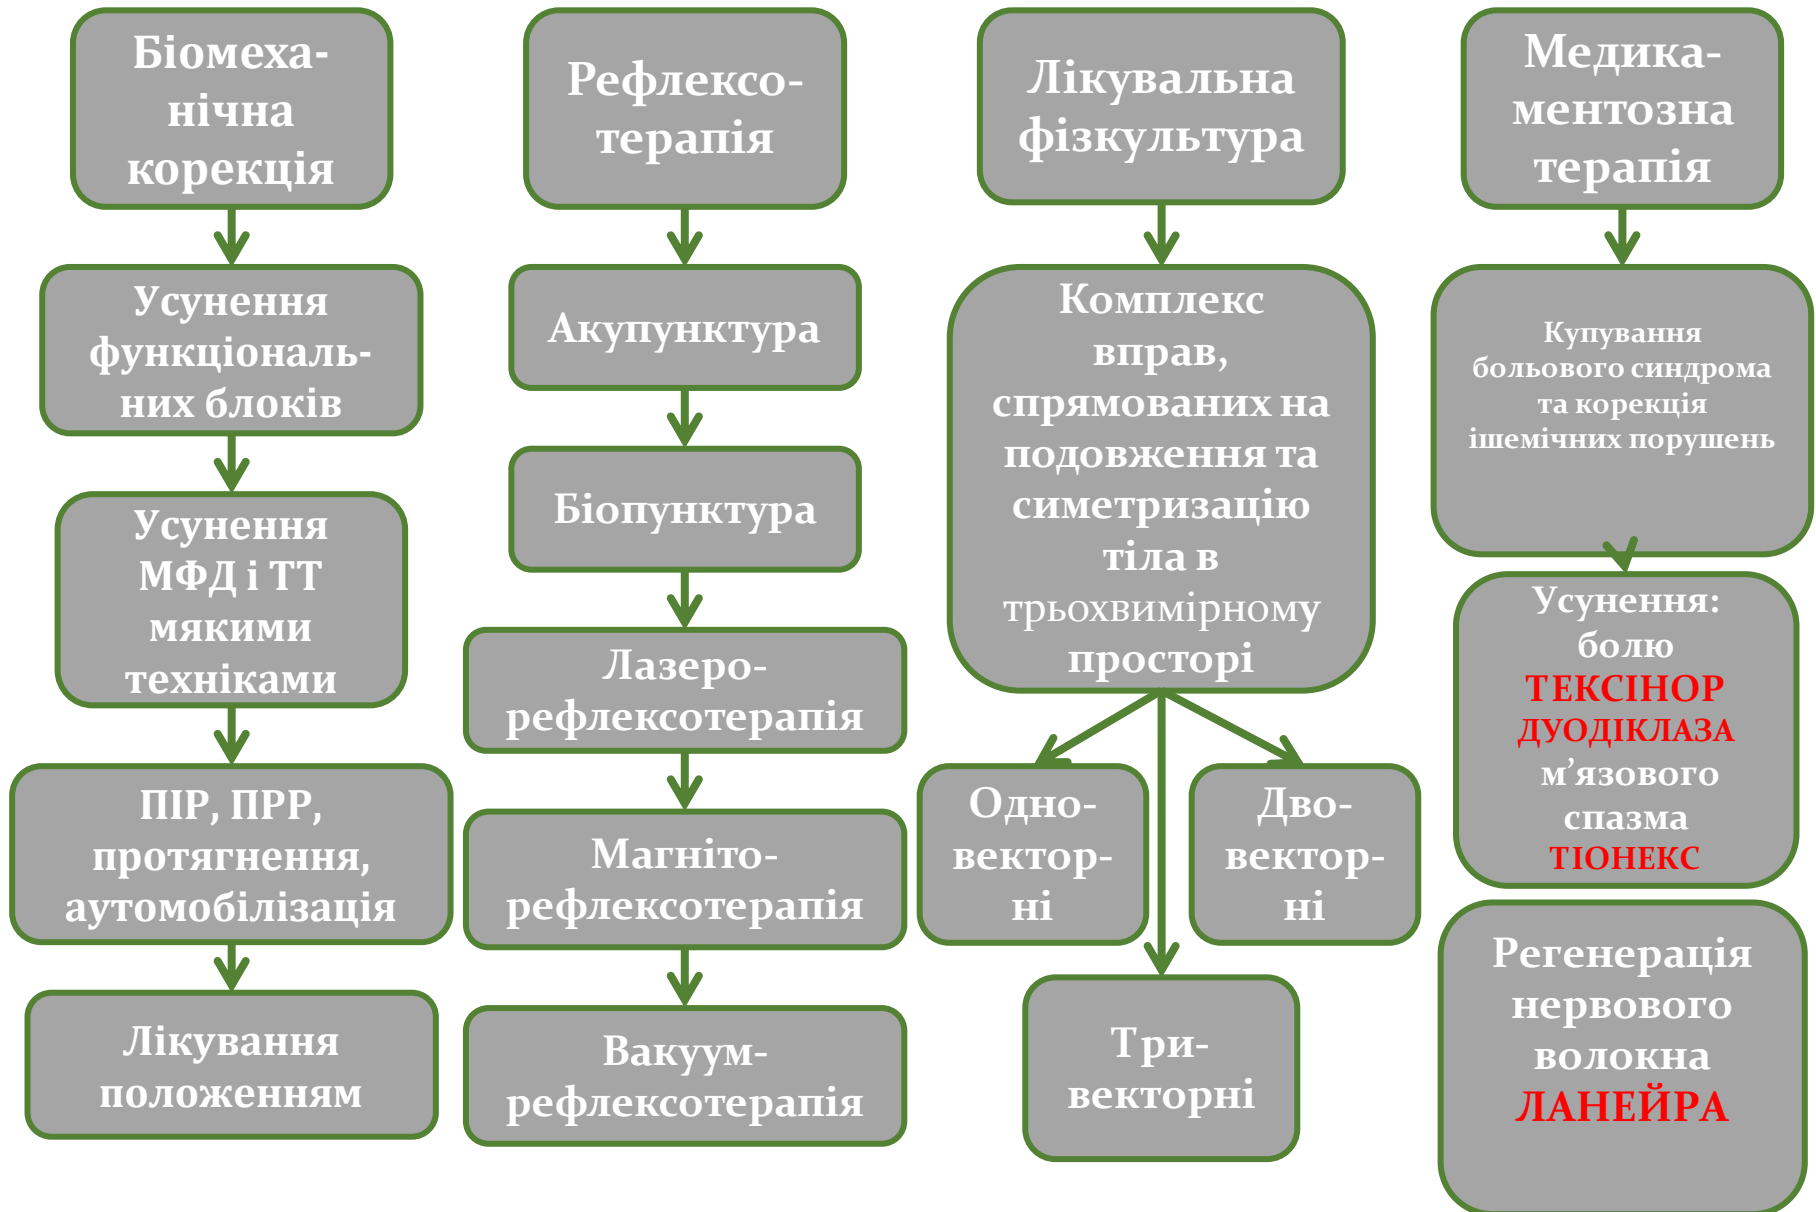 Біомеха-
нічна
корекція
Усунення
функціональ-
них блоків
Усунення
МФД і ТТ
мякими
техніками
ПІР, ПРР,
протягнення,
аутомобілізація
Лікування
положенням
Рефлексо-
терапія
Акупунктура
Біопунктура
Лазеро-
рефлексотерапія
Магніто-
рефлексотерапія
Вакуум-
рефлексотерапія
Лікувальна
фізкультура
Комплекс
вправ,
спрямованих на
подовження та
симетризацію
тіла в
трьохвимірному
просторі
Одно-
вектор-
ні
Дво-
вектор-
ні
Три-
векторні
Медика-
ментозна
терапія
Купування
больового синдрома
та корекція
ішемічних порушень
Усунення:
болю
ТЕКСІНОР
ДУОДІКЛАЗА
м’язового
спазма
ТІОНЕКС
Регенерація
нервового
волокна
ЛАНЕЙРА